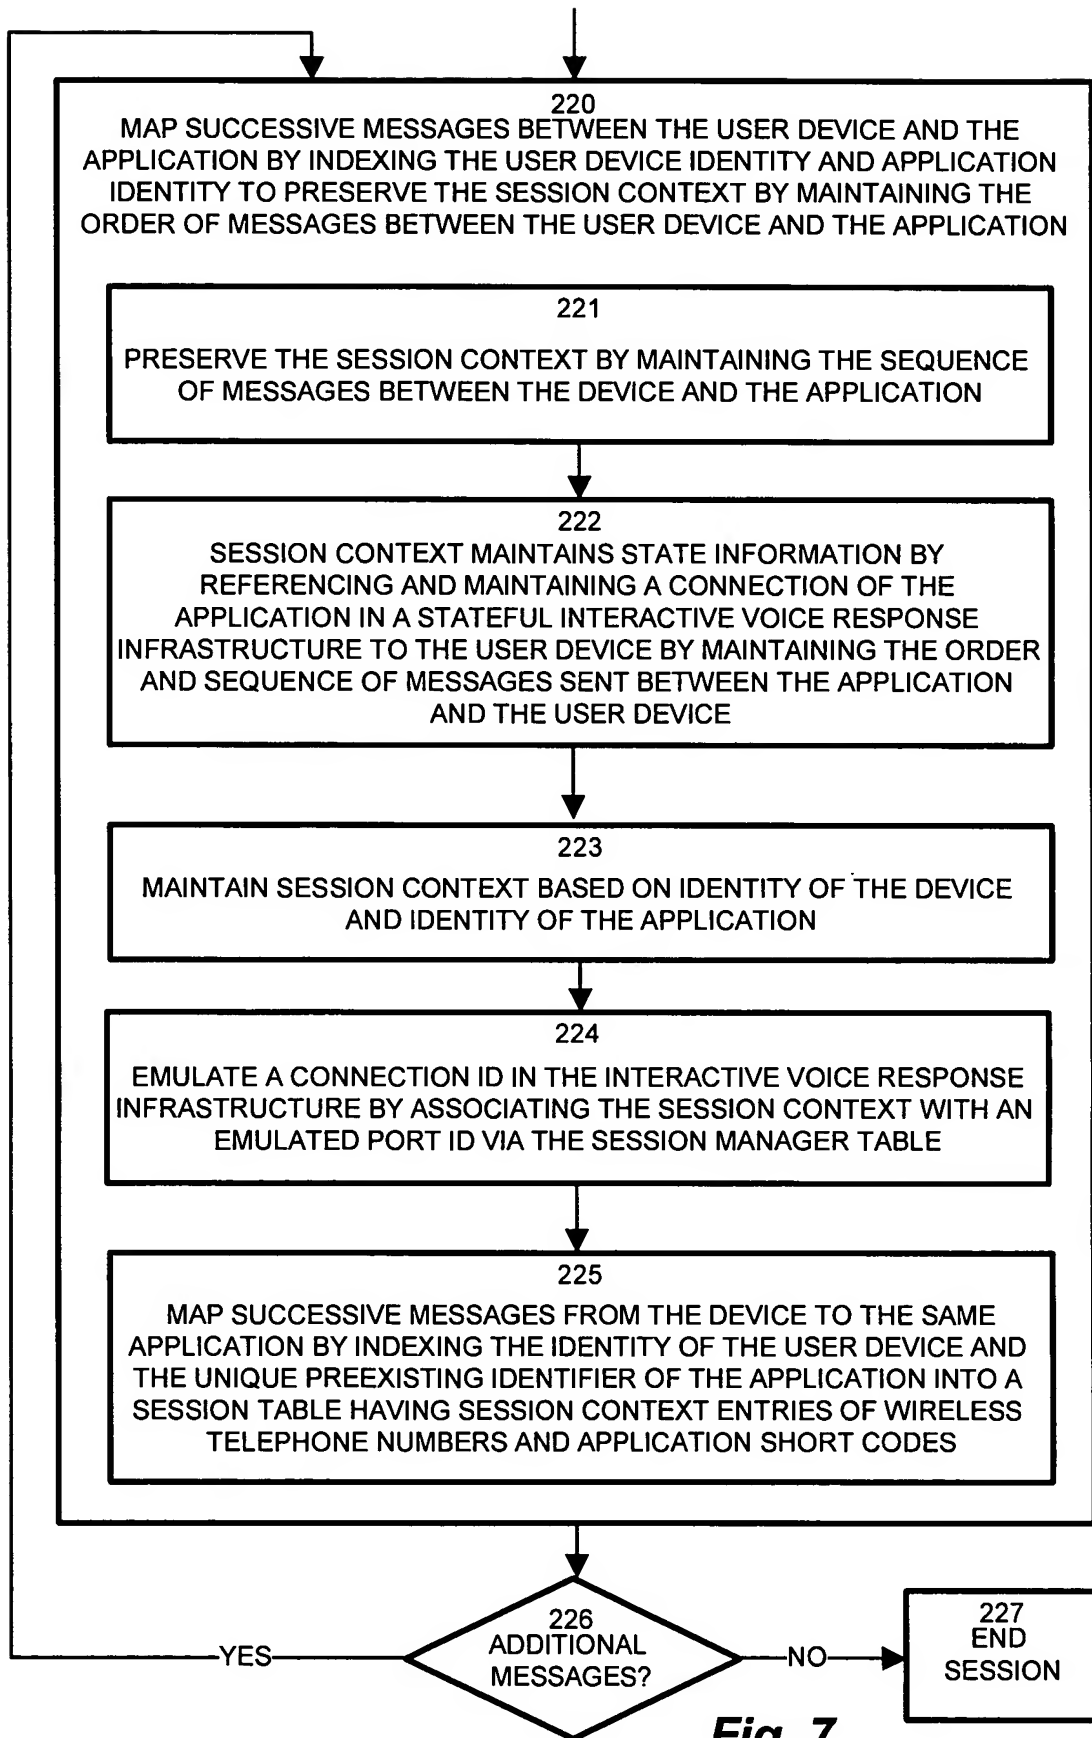 220
MAP SUCCESSIVE MESSAGES BETWEEN THE USER DEVICE AND THE
APPLICATION BY INDEXING THE USER DEVICE IDENTITY AND APPLICATION
IDENTITY TO PRESERVE THE SESSION CONTEXT BY MAINTAINING THE
ORDER OF MESSAGES BETWEEN THE USER DEVICE AND THE APPLICATION
221
PRESERVE THE SESSION CONTEXT BY MAINTAINING THE SEQUENCE
OF MESSAGES BETWEEN THE DEVICE AND THE APPLICATION
222
SESSION CONTEXT MAINTAINS STATE INFORMATION BY
REFERENCING AND MAINTAINING A CONNECTION OF THE
APPLICATION IN A STATEFUL INTERACTIVE VOICE RESPONSE
INFRASTRUCTURE TO THE USER DEVICE BY MAINTAINING THE ORDER
AND SEQUENCE OF MESSAGES SENT BETWEEN THE APPLICATION
AND THE USER DEVICE
223
MAINTAIN SESSION CONTEXT BASED ON IDENTITY OF THE DEVICE
AND IDENTITY OF THE APPLICATION
224
EMULATE A CONNECTION ID IN THE INTERACTIVE VOICE RESPONSE
INFRASTRUCTURE BY ASSOCIATING THE SESSION CONTEXT WITH AN
EMULATED PORT ID VIA THE SESSION MANAGER TABLE
225
MAP SUCCESSIVE MESSAGES FROM THE DEVICE TO THE SAME
APPLICATION BY INDEXING THE IDENTITY OF THE USER DEVICE AND
THE UNIQUE PREEXISTING IDENTIFIER OF THE APPLICATION INTO A
SESSION TABLE HAVING SESSION CONTEXT ENTRIES OF WIRELESS
TELEPHONE NUMBERS AND APPLICATION SHORT CODES
226
ADDITIONAL
MESSAGES?
YES
NO
227
END
SESSION
Fig. 7